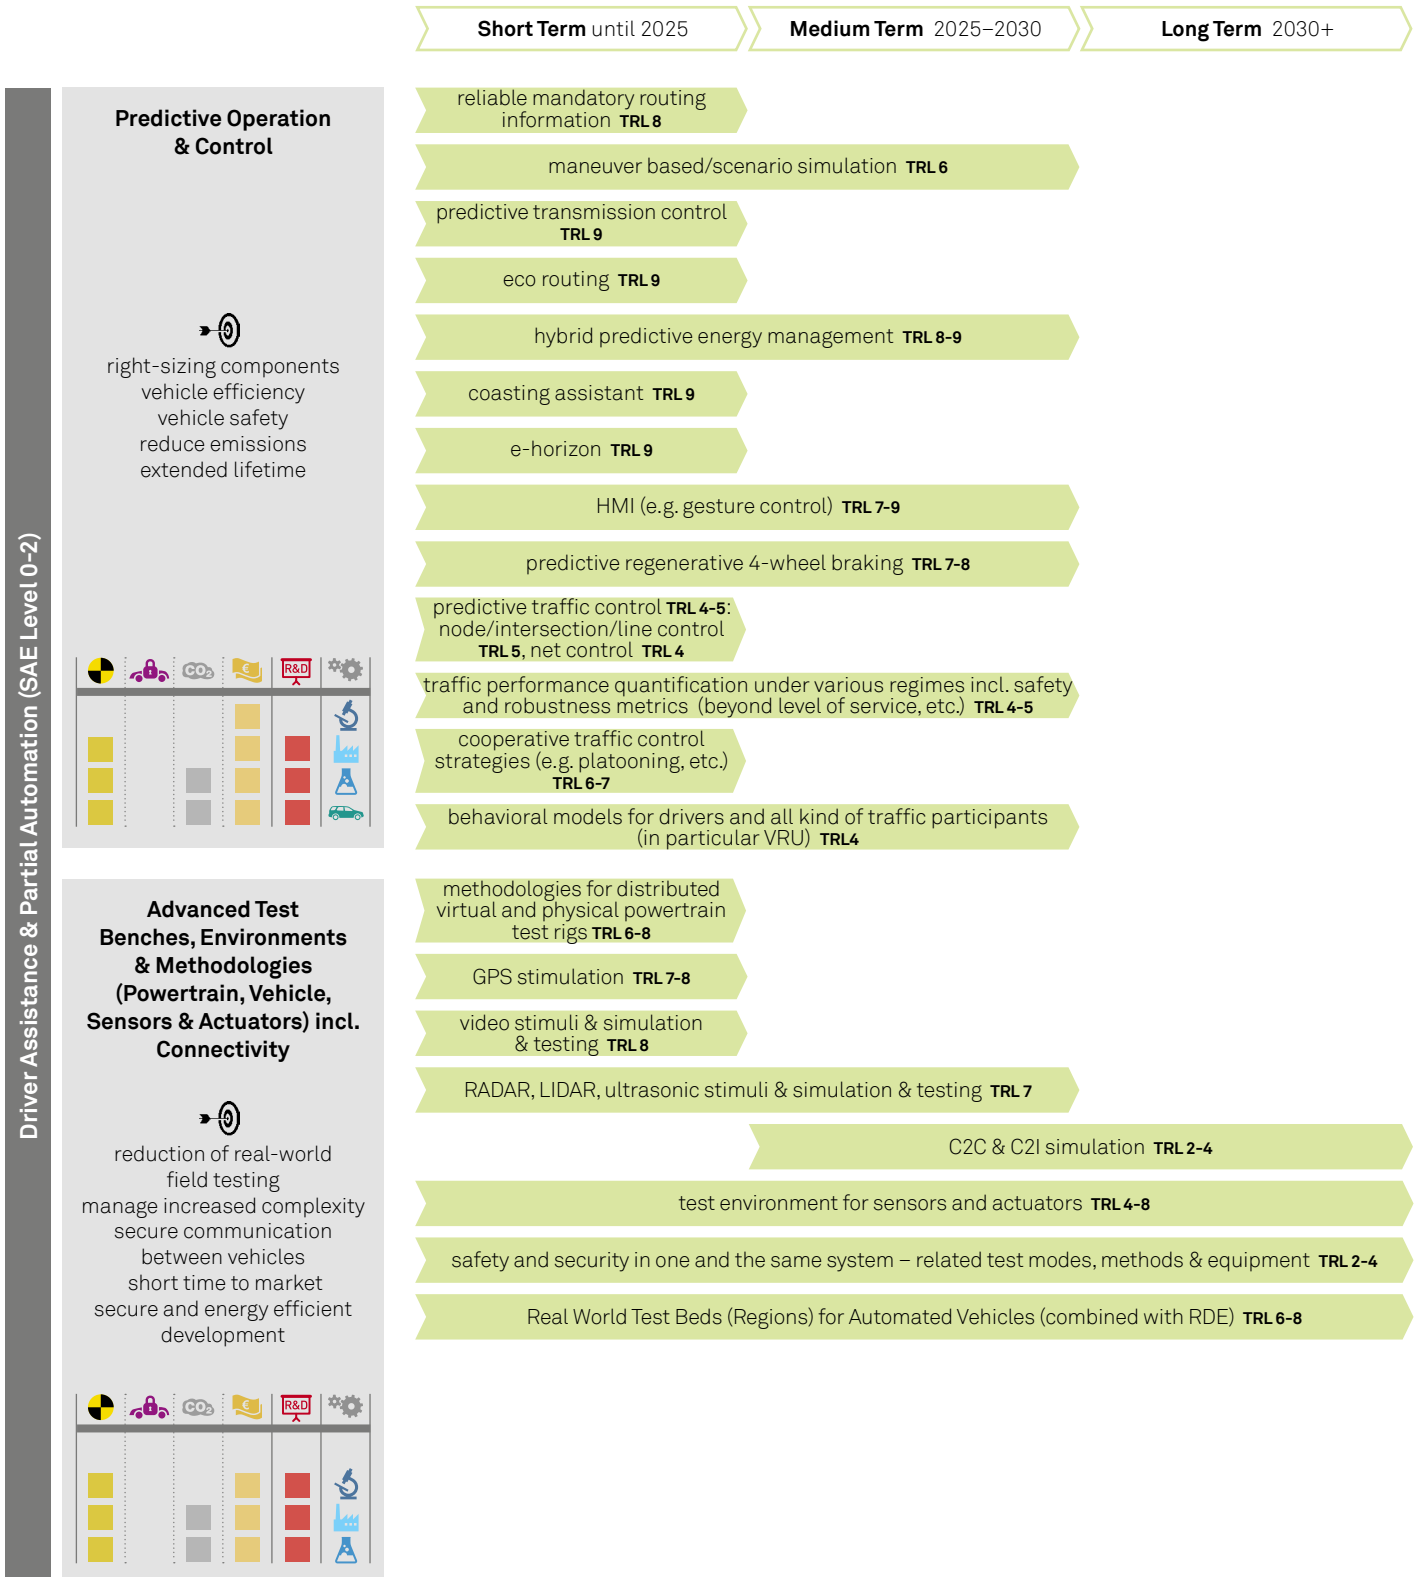 Short Term until 2025
Medium Term 2025–2030
Long Term 2030+
Driver Assistance & Partial Automation (SAE Level 0-2)
Predictive Operation
& Control
right-sizing components
vehicle efficiency
vehicle safety
reduce emissions
extended lifetime
CO2
€
R&D
reliable mandatory routing
information TRL 8
maneuver based/scenario simulation TRL 6
predictive transmission control
TRL 9
eco routing TRL 9
hybrid predictive energy management TRL 8-9
coasting assistant TRL 9
e-horizon TRL 9
HMI (e.g. gesture control) TRL 7-9
predictive regenerative 4-wheel braking TRL 7-8
predictive traffic control TRL 4-5:
node/intersection/line control
TRL 5, net control TRL 4
traffic performance quantification under various regimes incl. safety
and robustness metrics (beyond level of service, etc.) TRL 4-5
cooperative traffic control
strategies (e.g. platooning, etc.)
TRL 6-7
behavioral models for drivers and all kind of traffic participants
(in particular VRU) TRL4
Advanced Test
Benches, Environments
& Methodologies
(Powertrain, Vehicle,
Sensors & Actuators) incl.
Connectivity
reduction of real-world
field testing
manage increased complexity
secure communication
between vehicles
short time to market
secure and energy efficient
development
CO2
€
R&D
methodologies for distributed
virtual and physical powertrain
test rigs TRL 6-8
GPS stimulation TRL 7-8
video stimuli & simulation
& testing TRL 8
RADAR, LIDAR, ultrasonic stimuli & simulation & testing TRL 7
C2C & C2I simulation TRL 2-4
test environment for sensors and actuators TRL 4-8
safety and security in one and the same system – related test modes, methods & equipment TRL 2-4
Real World Test Beds (Regions) for Automated Vehicles (combined with RDE) TRL 6-8